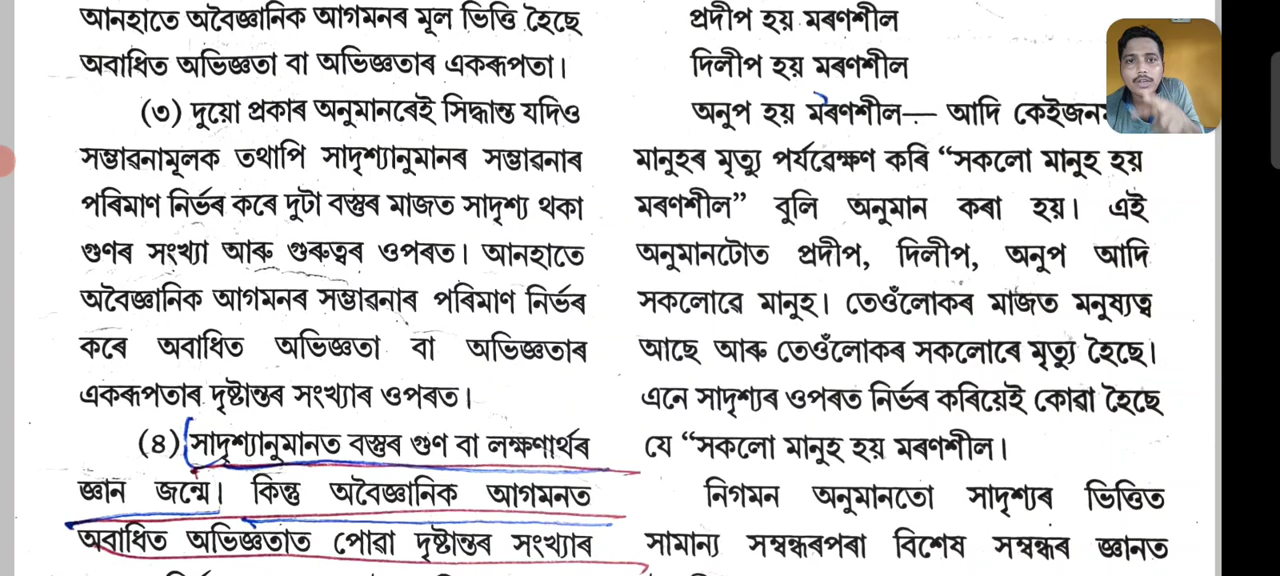 আনহাতে অবৈজ্ঞানিক আগমনৰ মূল ভিত্তি হৈছে
অবাধিত অভিজ্ঞতা বা অভিজ্ঞতাৰ একৰূপতা।
(৩) দুয়ো প্ৰকাৰ অনুমানৰেই সিদ্ধান্ত যদিও
সম্ভাৱনামূলক তথাপি সাদৃশ্যানুমানৰ সম্ভাৱনাৰ
পৰিমাণ নিৰ্ভৰ কৰে দুটা বস্তুৰ মাজত সাদৃশ্য থকা
গুণৰ সংখ্যা আৰু গুৰুত্বৰ ওপৰত। আনহাতে
অবৈজ্ঞানিক আগমনৰ সম্ভাৱনাৰ পৰিমাণ নিৰ্ভৰ
কৰে অবাধিত অভিজ্ঞতা বা অভিজ্ঞতাৰ
একৰূপতাৰ দৃষ্টান্তৰ সংখ্যাৰ ওপৰত।
(৪) সাদৃশ্যানুমানত বস্তুৰ গুণ বা লক্ষণাৰ্থৰ
জ্ঞান জন্মে। কিন্তু অবৈজ্ঞানিক আগমনত
অবাধিত অভিজ্ঞতাত পোৱা দৃষ্টান্তৰ সংখ্যাৰ
প্ৰদীপ হয় মৰণশীল
দিলীপ হয় মৰণশীল
অনুপ হয় মৰণশীল— আদি কেইজন
মানুহৰ মৃত্যু পৰ্যৱেক্ষণ কৰি “সকলো মানুহ হয়
মৰণশীল” বুলি অনুমান কৰা হয়। এই
অনুমানটোত প্ৰদীপ, দিলীপ, অনুপ আদি
সকলোৱে মানুহ। তেওঁলোকৰ মাজত মনুষ্যত্ব
আছে আৰু তেওঁলোকৰ সকলোৰে মৃত্যু হৈছে।
এনে সাদৃশ্যৰ ওপৰত নিৰ্ভৰ কৰিয়েই কোৱা হৈছে
যে “সকলো মানুহ হয় মৰণশীল।
নিগমন অনুমানতো সাদৃশ্যৰ ভিত্তিত
সামান্য সম্বন্ধৰপৰা বিশেষ সম্বন্ধৰ জ্ঞানত